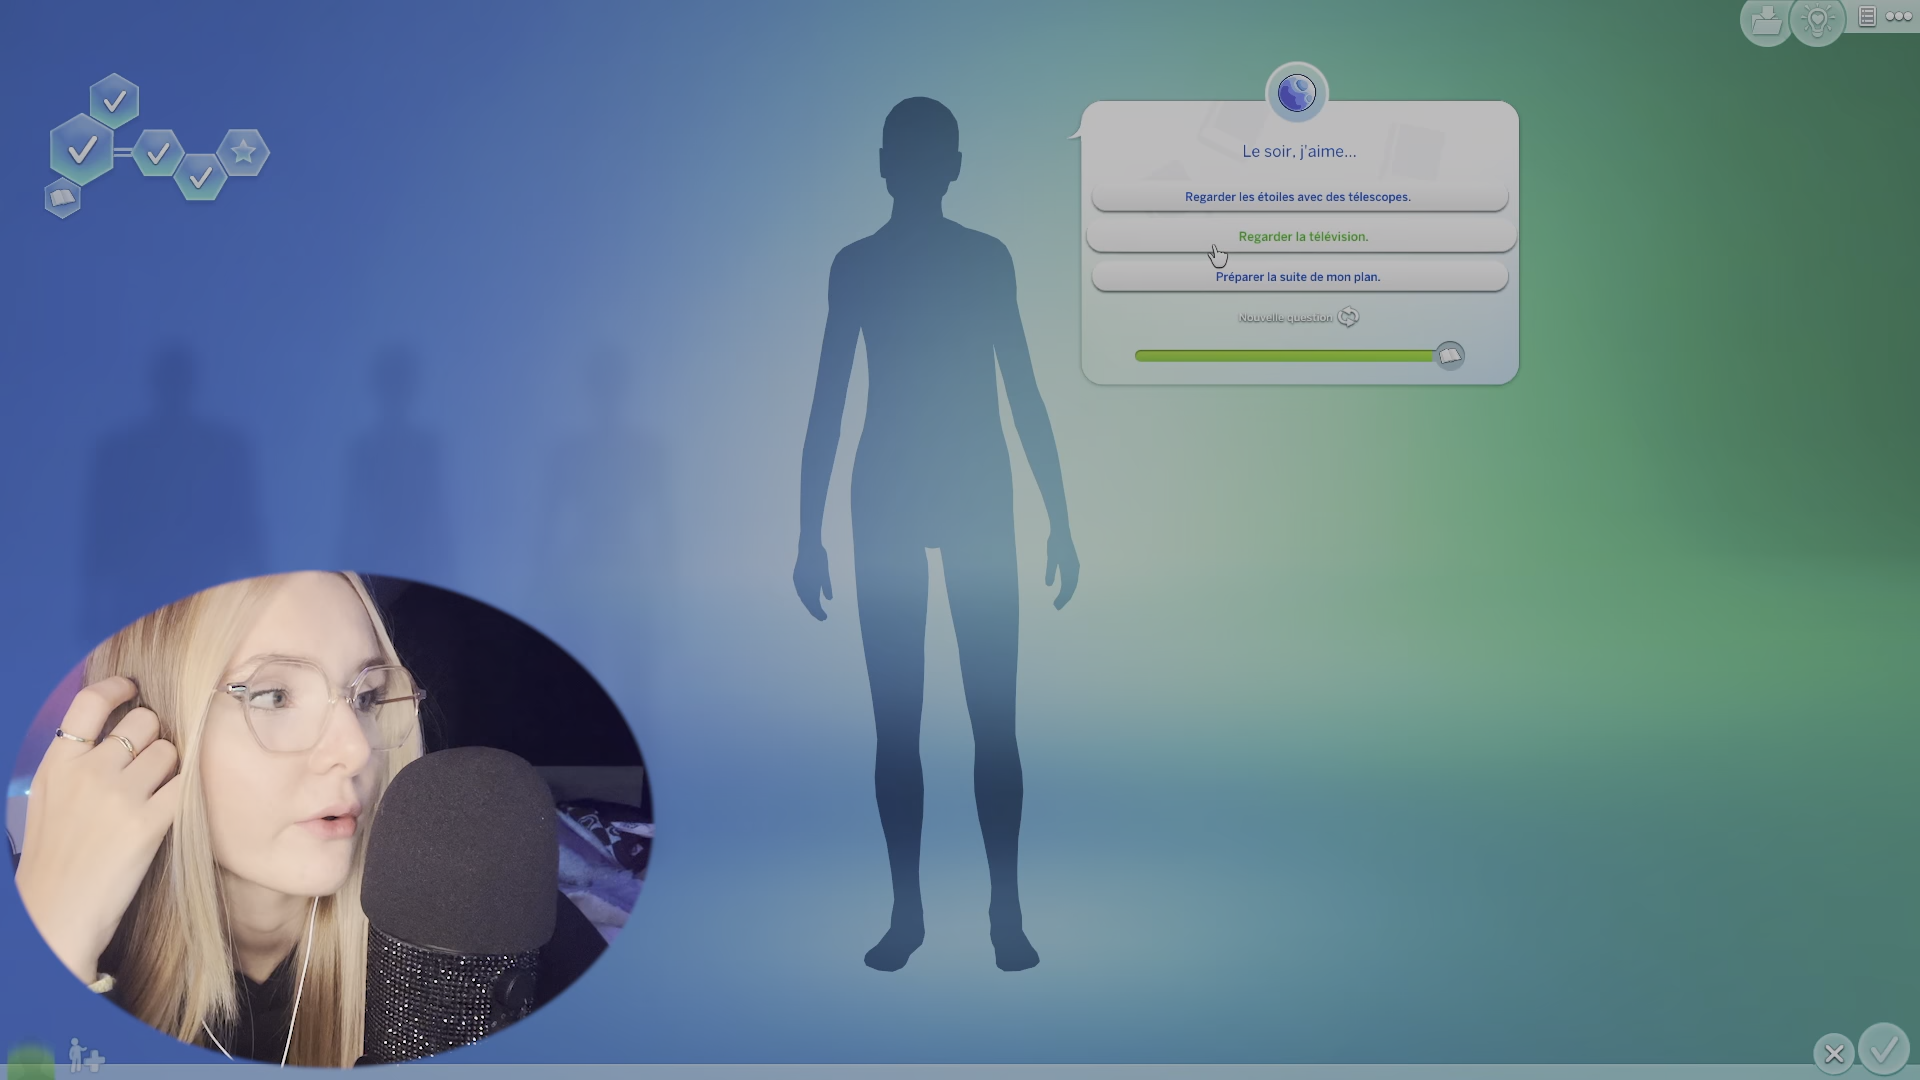 Le soir, j'aime...
Regarder les étoiles avec des télescopes.
Regarder la télévision.
Préparer la suite de mon plan.
Nouvelle question